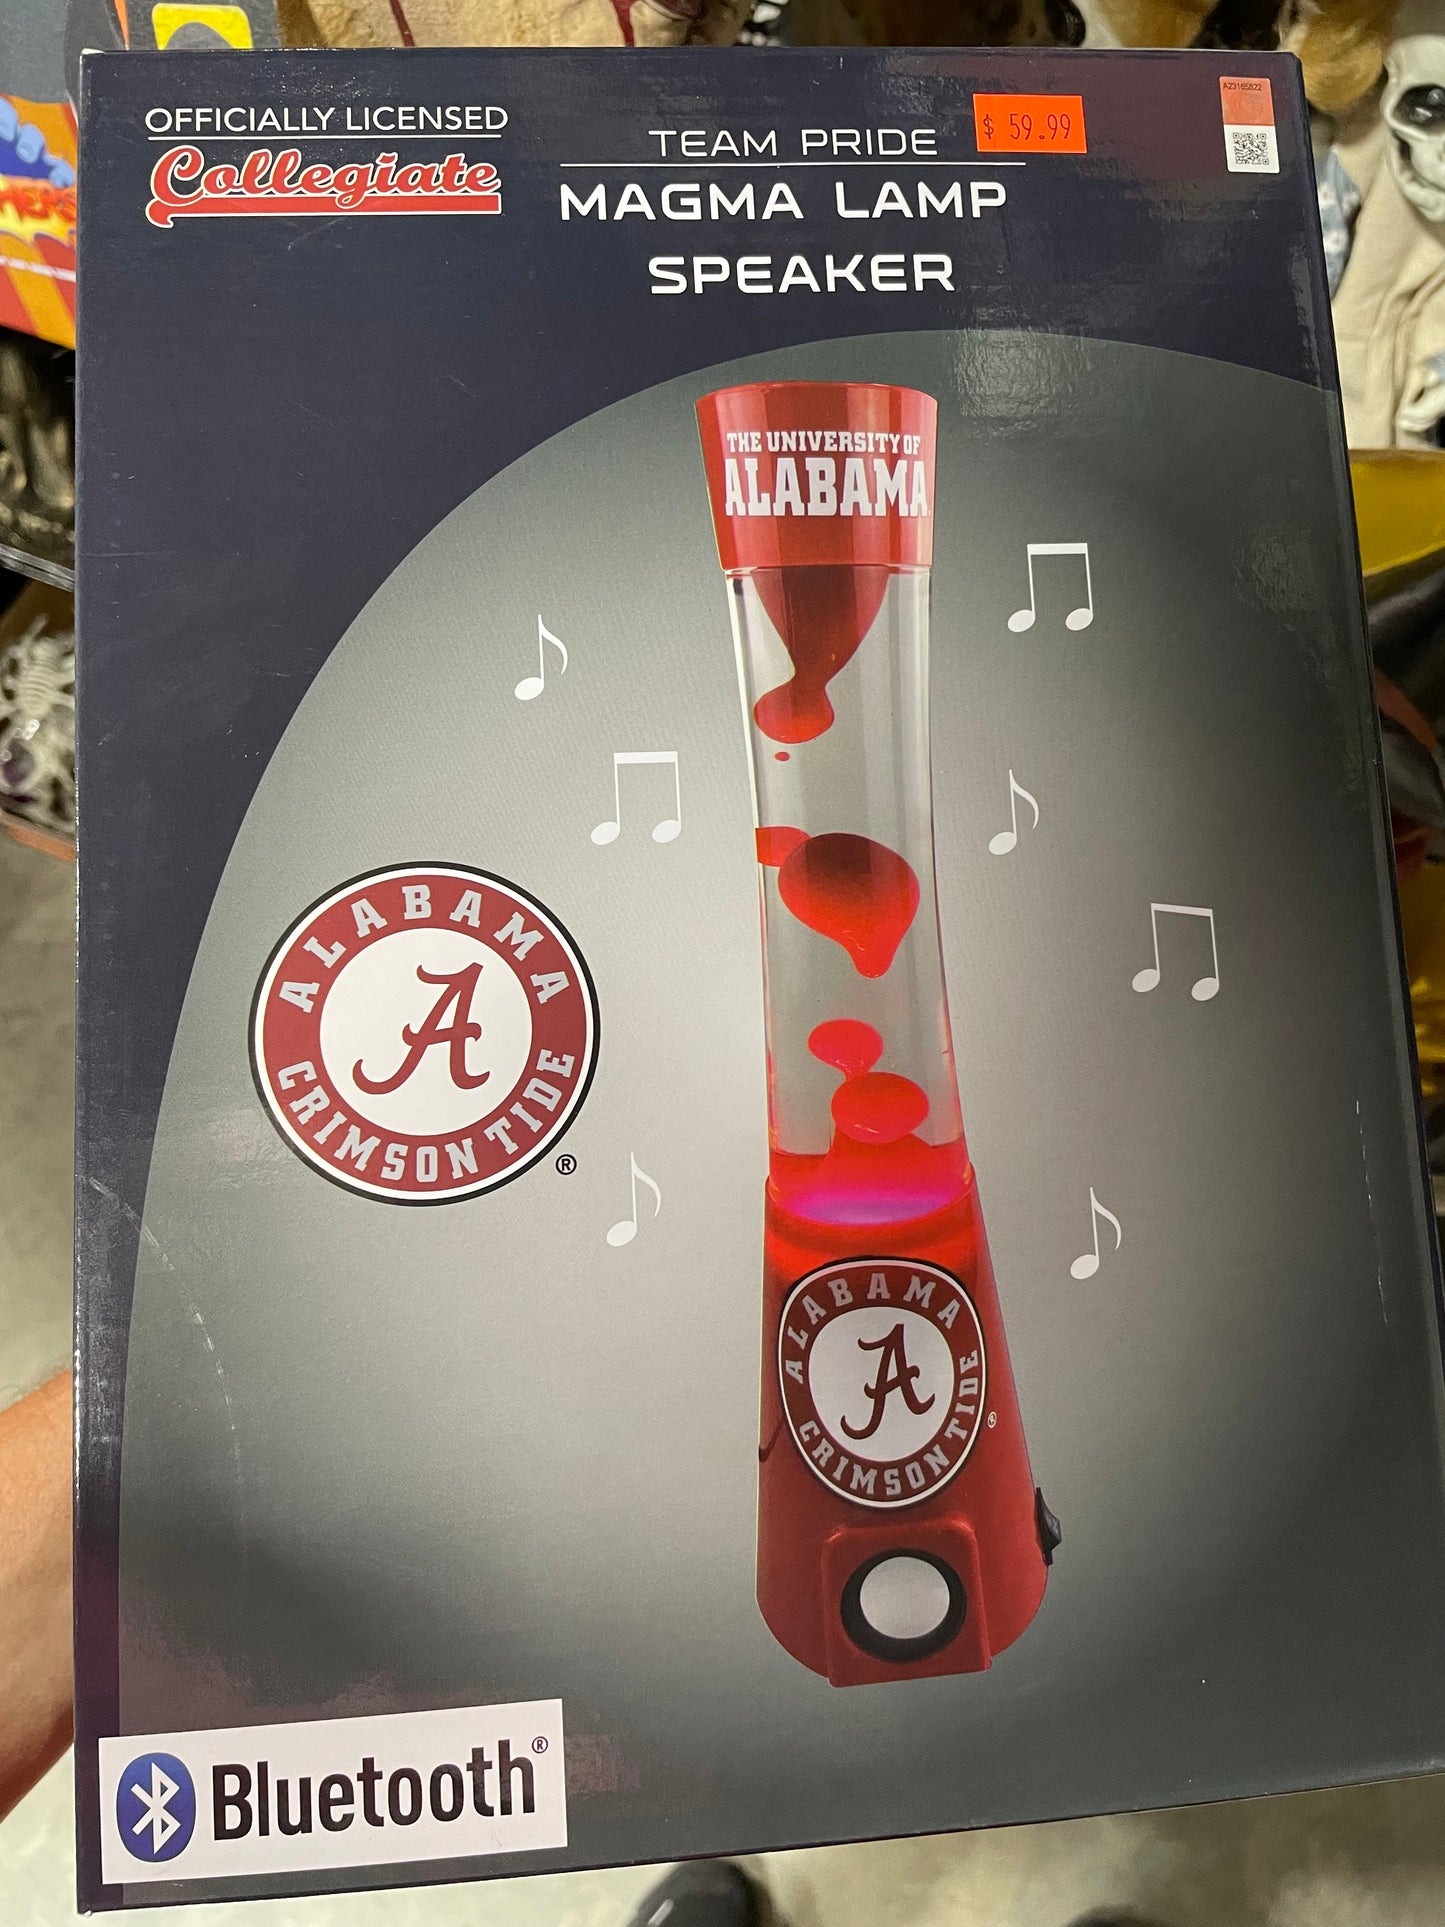 OFFICIALLY LICENSED
Collegiate
TEAM PRIDE
MAGMA LAMP
SPEAKER
$ 59.99
A23165822
THE UNIVERSITY OF
ALABAMA
ALABAMA
A
CRIMSON TIDE
®
ALABAMA
A
CRIMSON TIDE
®
Bluetooth®